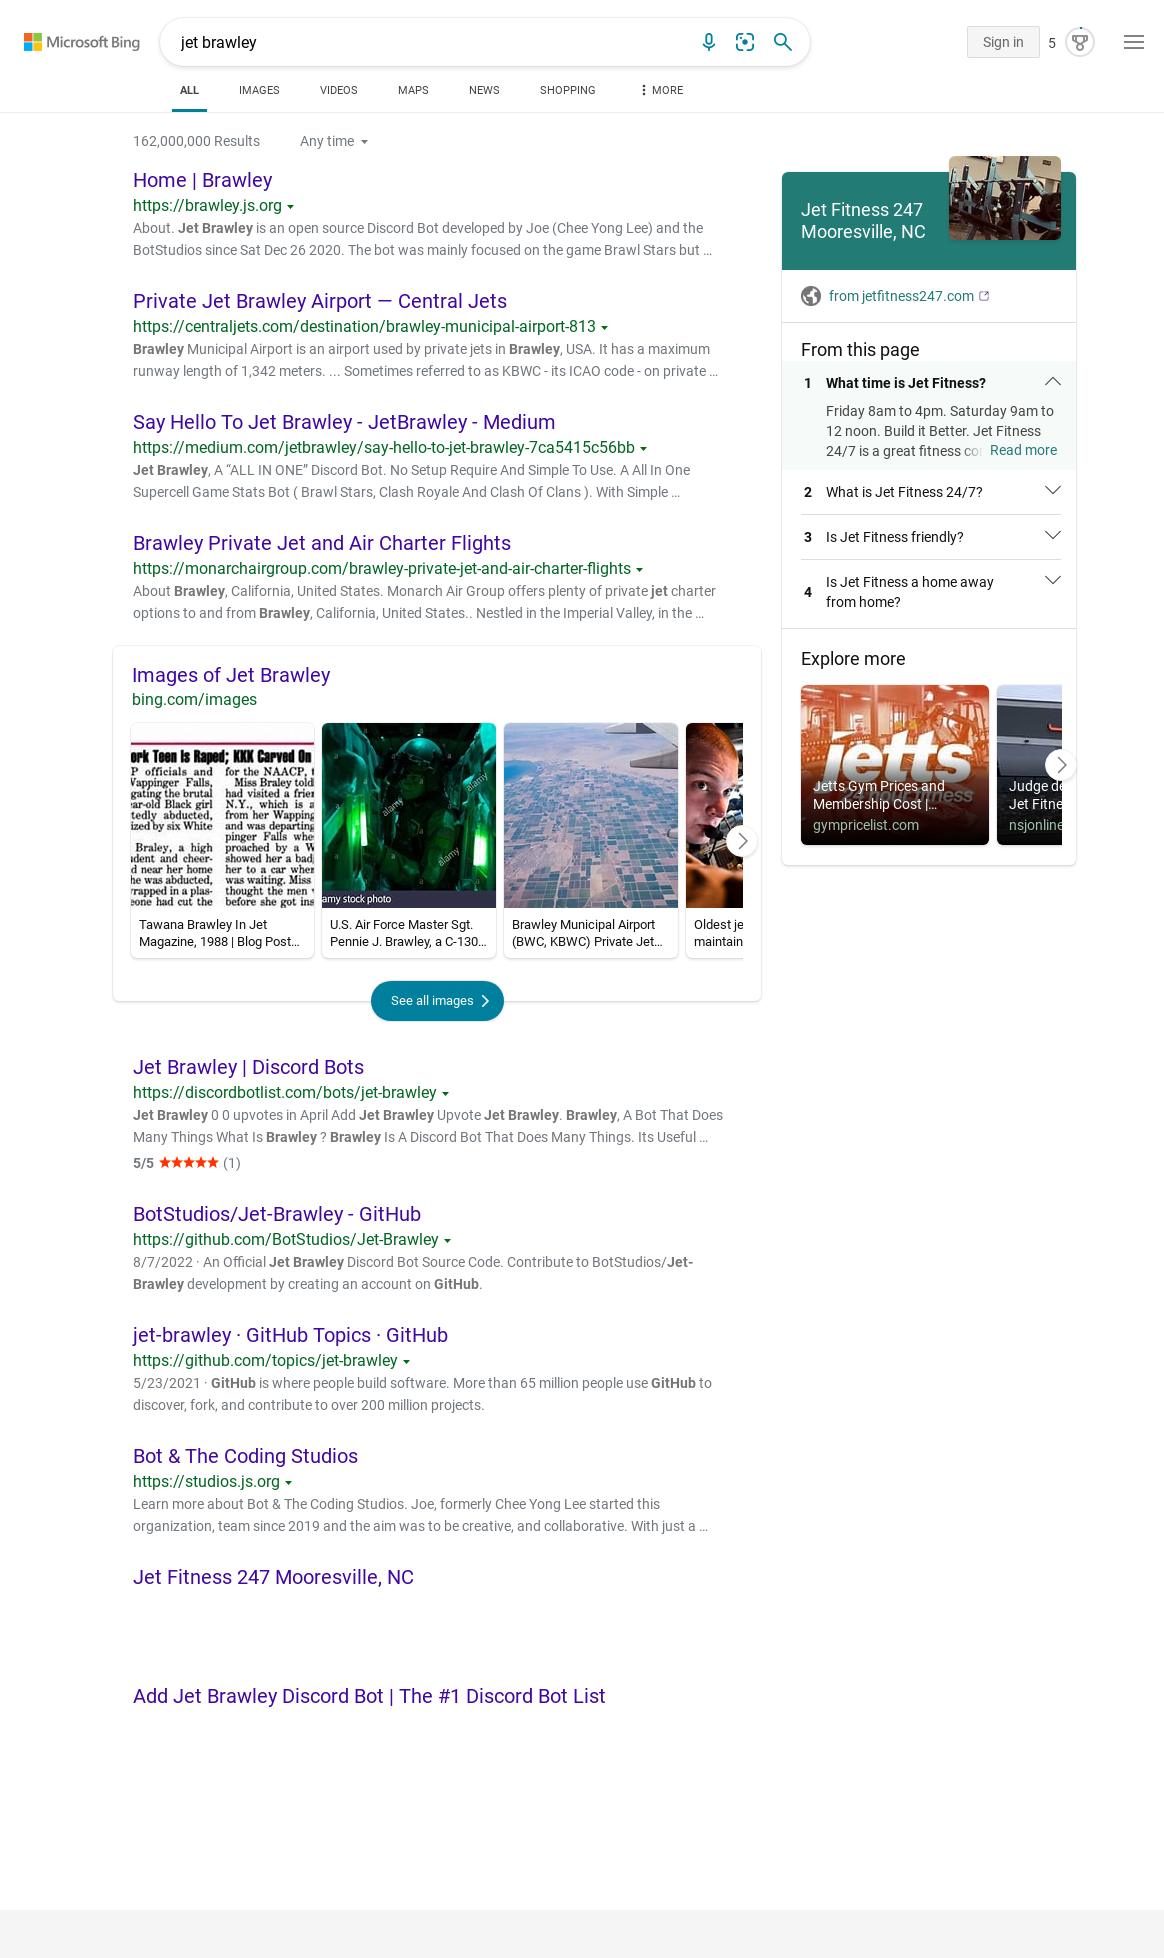 Microsoft Bing
jet brawley
Sign in
5
ALL
IMAGES
VIDEOS
MAPS
NEWS
SHOPPING
MORE
162,000,000 Results
Any time
Home | Brawley
https://brawley.js.org
About. Jet Brawley is an open source Discord Bot developed by Joe (Chee Yong Lee) and the
BotStudios since Sat Dec 26 2020. The bot was mainly focused on the game Brawl Stars but …
Private Jet Brawley Airport — Central Jets
https://centraljets.com/destination/brawley-municipal-airport-813
Brawley Municipal Airport is an airport used by private jets in Brawley, USA. It has a maximum
runway length of 1,342 meters. ... Sometimes referred to as KBWC - its ICAO code - on private …
Say Hello To Jet Brawley - JetBrawley - Medium
https://medium.com/jetbrawley/say-hello-to-jet-brawley-7ca5415c56bb
Jet Brawley, A “ALL IN ONE” Discord Bot. No Setup Require And Simple To Use. A All In One
Supercell Game Stats Bot ( Brawl Stars, Clash Royale And Clash Of Clans ). With Simple …
Brawley Private Jet and Air Charter Flights
https://monarchairgroup.com/brawley-private-jet-and-air-charter-flights
About Brawley, California, United States. Monarch Air Group offers plenty of private jet charter
options to and from Brawley, California, United States.. Nestled in the Imperial Valley, in the …
Images of Jet Brawley
bing.com/images
ork Teen Is Raped; KKK Carved On
P officials and
Wappinger Falls,
gating the brutal
ear-old Black girl
tedly abducted,
ized by six White
Braley, a high
dent and cheer-
d near her home
he was abducted,
wrapped in a plas-
eone had cut the
for the NAACP, t
Miss Braley told
had visited a frie
N.Y., which is a
from her Wapping
and was departing
pinger Falls whe
proached by a W
showed her a bad
her to a car wher
was waiting. Miss
thought the men
before she got ins
alamy
alamy
alamy
amy stock photo
Tawana Brawley In Jet
Magazine, 1988 | Blog Post…
U.S. Air Force Master Sgt.
Pennie J. Brawley, a C-130…
Brawley Municipal Airport
(BWC, KBWC) Private Jet…
Oldest je
maintain
See all images
Jet Brawley | Discord Bots
https://discordbotlist.com/bots/jet-brawley
Jet Brawley 0 0 upvotes in April Add Jet Brawley Upvote Jet Brawley. Brawley, A Bot That Does
Many Things What Is Brawley ? Brawley Is A Discord Bot That Does Many Things. Its Useful …
5/5 ★★★★★ (1)
BotStudios/Jet-Brawley - GitHub
https://github.com/BotStudios/Jet-Brawley
8/7/2022 · An Official Jet Brawley Discord Bot Source Code. Contribute to BotStudios/Jet-
Brawley development by creating an account on GitHub.
jet-brawley · GitHub Topics · GitHub
https://github.com/topics/jet-brawley
5/23/2021 · GitHub is where people build software. More than 65 million people use GitHub to
discover, fork, and contribute to over 200 million projects.
Bot & The Coding Studios
https://studios.js.org
Learn more about Bot & The Coding Studios. Joe, formerly Chee Yong Lee started this
organization, team since 2019 and the aim was to be creative, and collaborative. With just a …
Jet Fitness 247 Mooresville, NC
Add Jet Brawley Discord Bot | The #1 Discord Bot List
Jet Fitness 247
Mooresville, NC
from jetfitness247.com
From this page
1 What time is Jet Fitness?
Friday 8am to 4pm. Saturday 9am to
12 noon. Build it Better. Jet Fitness
24/7 is a great fitness co Read more
2 What is Jet Fitness 24/7?
3 Is Jet Fitness friendly?
4 Is Jet Fitness a home away
from home?
Explore more
jetts
24 hour fitness
Jetts Gym Prices and
Membership Cost |…
gympricelist.com
Judge de
Jet Fitne
nsjonline